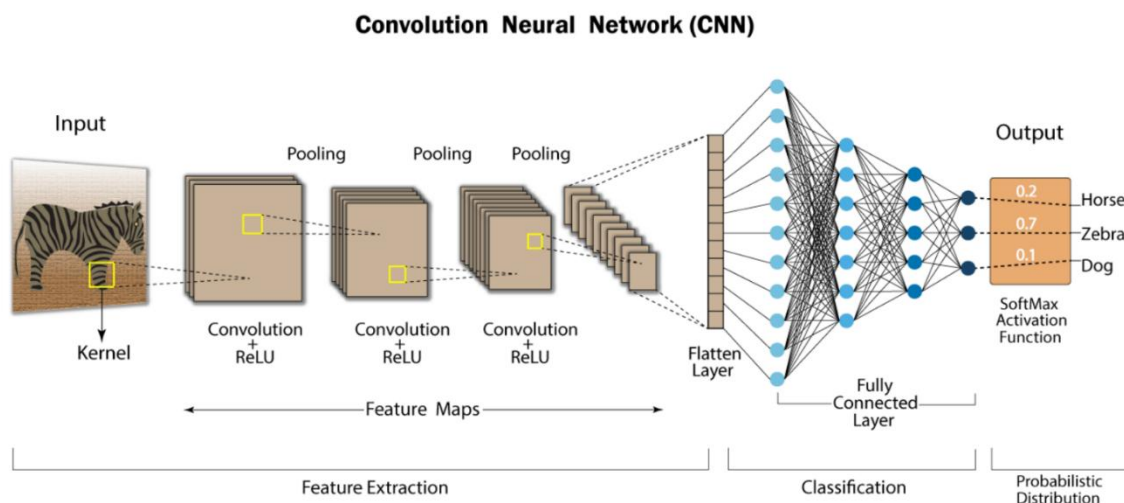 Convolution Neural Network (CNN)
Input
Kernel
Pooling
Pooling
Pooling
Convolution
+
ReLU
Convolution
+
ReLU
Convolution
+
ReLU
Feature Maps
Flatten
Layer
Fully
Connected
Layer
Output
0.2
Horse
0.7
Zebra
0.1
Dog
SoftMax
Activation
Function
Feature Extraction
Classification
Probabilistic
Distribution